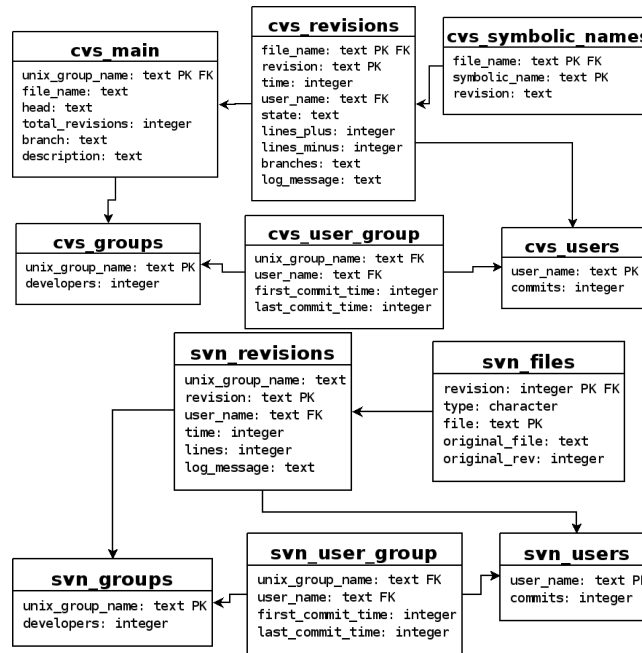 cvs_main
unix_group_name: text PK FK
file_name: text
head: text
total_revisions: integer
branch: text
description: text
cvs_revisions
file_name: text PK FK
revision: text PK
time: integer
user_name: text FK
state: text
lines_plus: integer
lines_minus: integer
branches: text
log_message: text
cvs_symbolic_names
file_name: text PK FK
symbolic_name: text PK
revision: text
cvs_groups
unix_group_name: text PK
developers: integer
cvs_user_group
unix_group_name: text FK
user_name: text FK
first_commit_time: integer
last_commit_time: integer
cvs_users
user_name: text PK
commits: integer
svn_revisions
unix_group_name: text
revision: text PK
user_name: text FK
time: integer
lines: integer
log_message: text
svn_files
revision: integer PK FK
type: character
file: text PK
original_file: text
original_rev: integer
svn_groups
unix_group_name: text PK
developers: integer
svn_user_group
unix_group_name: text FK
user_name: text FK
first_commit_time: integer
last_commit_time: integer
svn_users
user_name: text PK
commits: integer